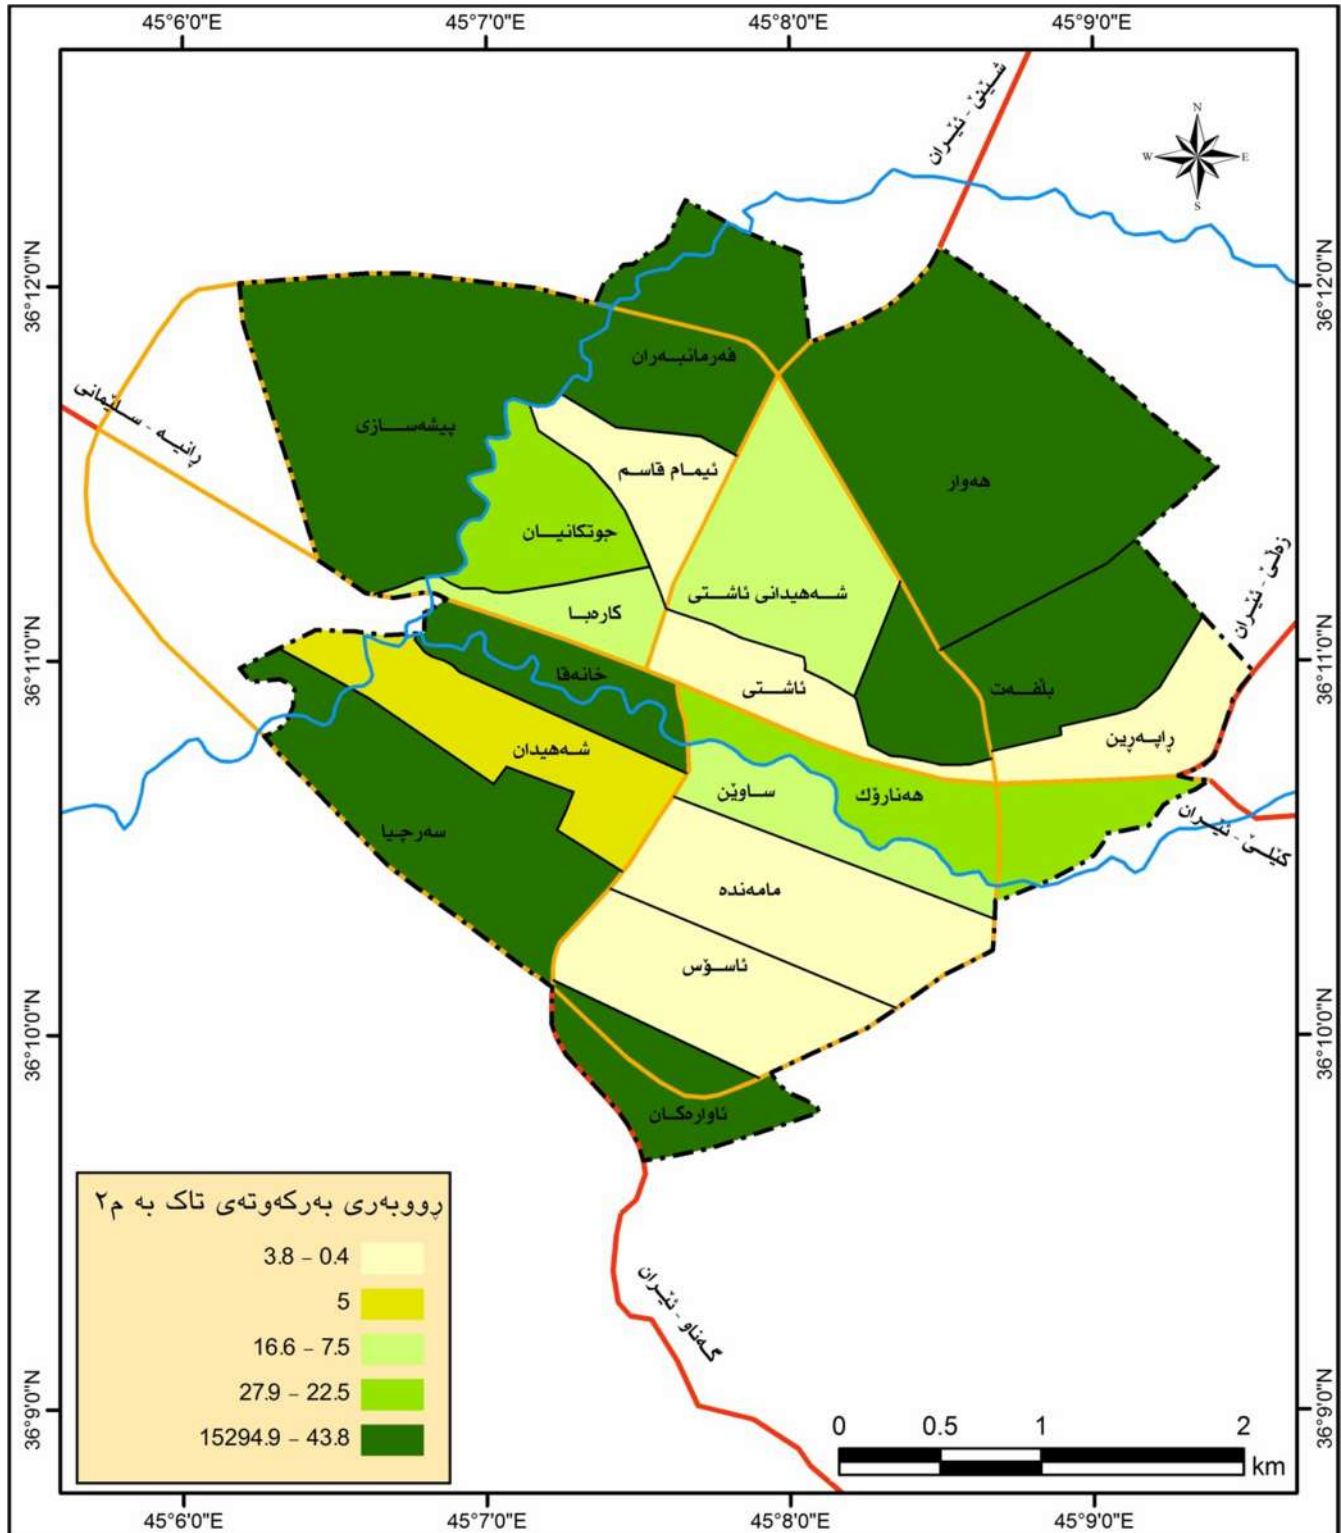 45°6'0"E
45°7'0"E
45°8'0"E
45°9'0"E
شێنێ - ئێران
N
W
E
S
36°12'0"N
36°12'0"N
فەرمانبەران
ڕانیە - سلێمانی
پیشەسازی
ئیمام قاسم
هەوار
جوتکانیان
زەڵێ - ئێران
شەهیدانی ئاشتی
کارەبا
36°11'0"N
36°11'0"N
خانەقا
ئاشتی
بڵفەت
ڕاپەڕین
شەهیدان
ساوێن
هەنارۆک
کێلێ - ئێران
سەرچیا
مامەندە
ئاسۆس
36°10'0"N
36°10'0"N
ئاوارەکان
ڕووبەری بەرکەوتەی تاک بە م٢
3.8 – 0.4
5
16.6 – 7.5
27.9 – 22.5
15294.9 – 43.8
گەناو - ئێران
36°9'0"N
36°9'0"N
0
0.5
1
2
km
45°6'0"E
45°7'0"E
45°8'0"E
45°9'0"E